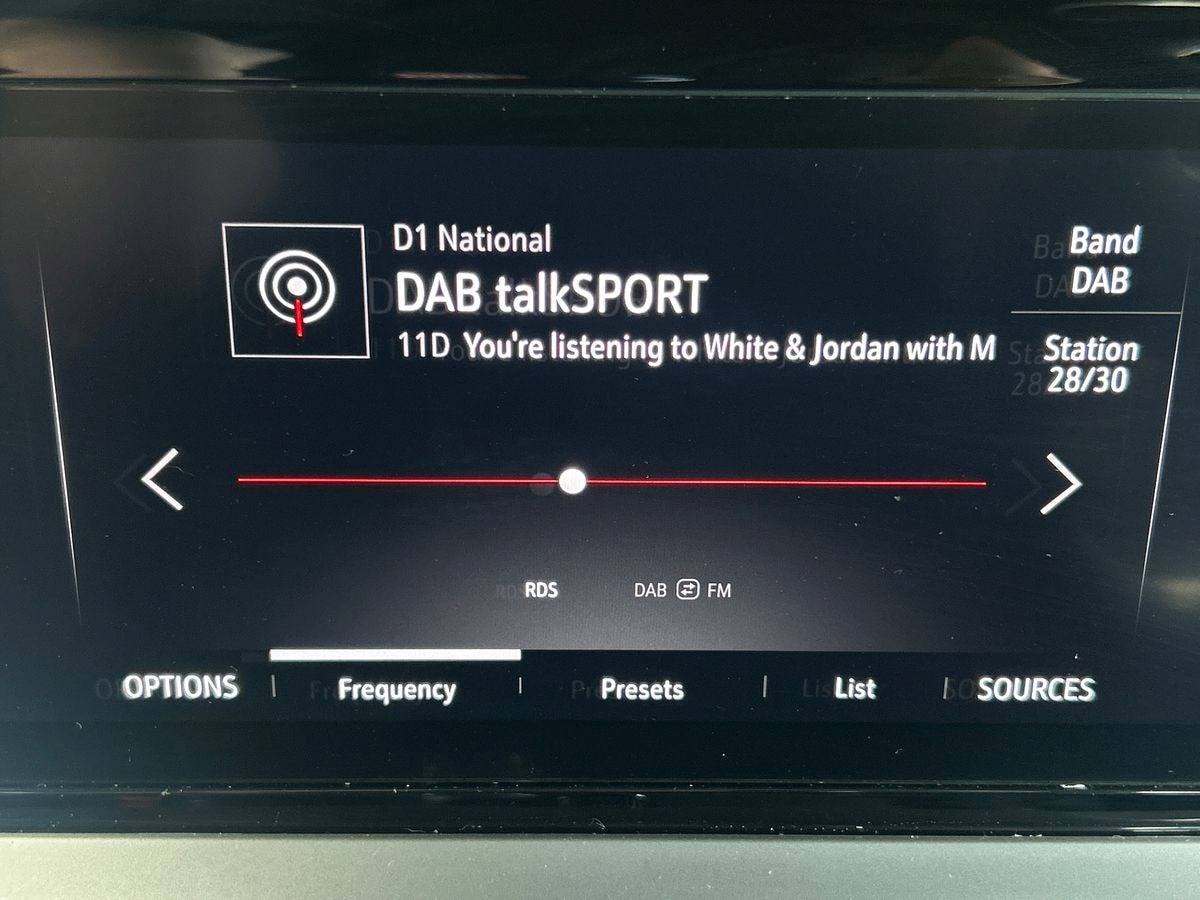 D1 National
DAB talkSPORT
11D You're listening to White & Jordan with M
Band
DAB
Station
28/30
RDS DAB FM
OPTIONS Frequency Presets List SOURCES